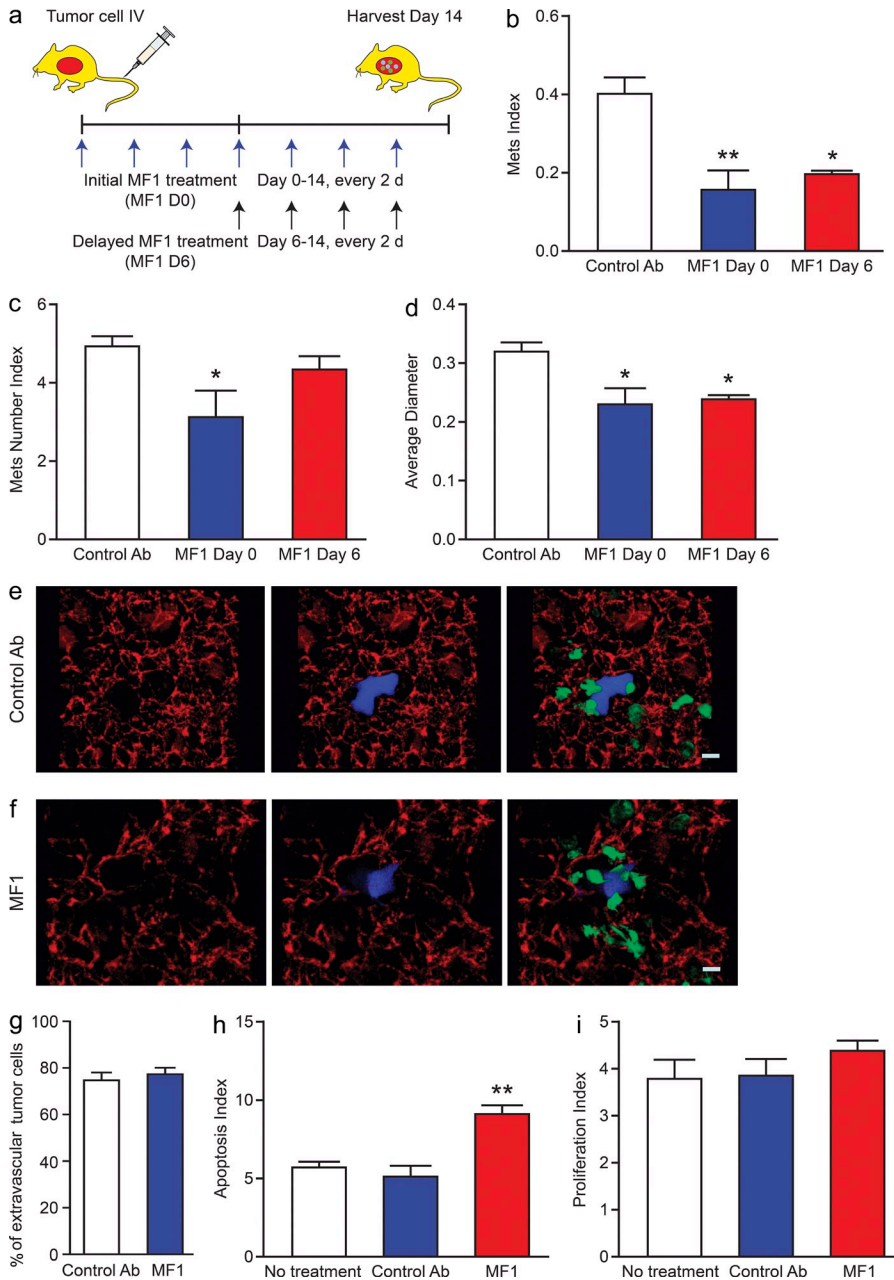 a
Tumor cell IV
Harvest Day 14
Initial MF1 treatment
(MF1 D0)
Day 0-14, every 2 d
Delayed MF1 treatment
(MF1 D6)
Day 6-14, every 2 d
b
Mets Index
0.6
0.4
0.2
0.0
**
*
Control Ab
MF1 Day 0
MF1 Day 6
c
Mets Number Index
6
4
2
0
*
Control Ab
MF1 Day 0
MF1 Day 6
d
Average Diameter
0.4
0.3
0.2
0.1
0.0
*
*
Control Ab
MF1 Day 0
MF1 Day 6
e
Control Ab
f
MF1
g
% of extravascular tumor cells
100
80
60
40
20
0
Control Ab
MF1
h
Apoptosis Index
15
10
5
0
**
No treatment
Control Ab
MF1
i
Proliferation Index
5
4
3
2
1
0
No treatment
Control Ab
MF1